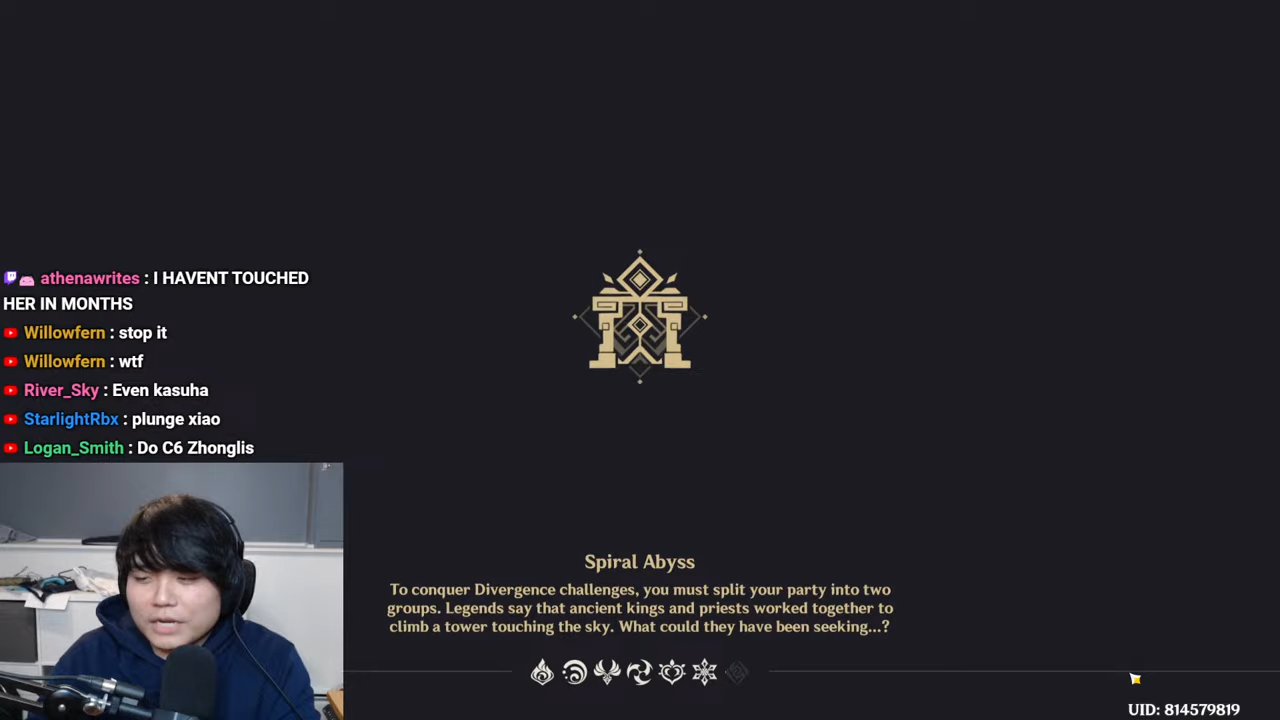 athenawrites : I HAVENT TOUCHED
HER IN MONTHS
Willowfern : stop it
Willowfern : wtf
River_Sky : Even kasuha
StarlightRbx : plunge xiao
Logan_Smith : Do C6 Zhonglis
Spiral Abyss
To conquer Divergence challenges, you must split your party into two
groups. Legends say that ancient kings and priests worked together to
climb a tower touching the sky. What could they have been seeking...?
UID: 814579819